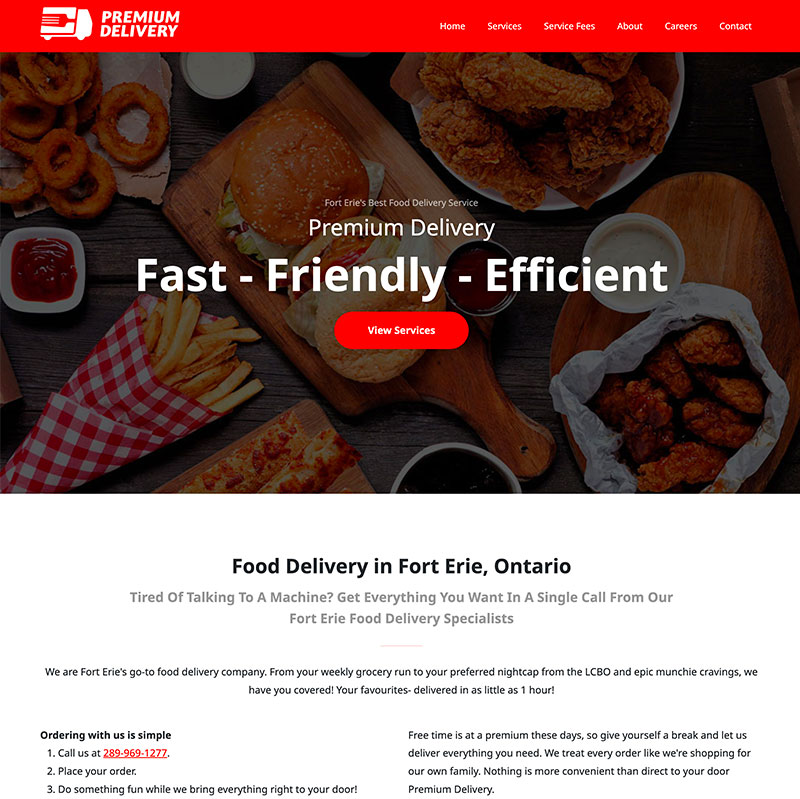 PREMIUM
DELIVERY
Home Services Service Fees About Careers Contact
Fort Erie's Best Food Delivery Service
Premium Delivery
Fast - Friendly - Efficient
View Services
Food Delivery in Fort Erie, Ontario
Tired Of Talking To A Machine? Get Everything You Want In A Single Call From Our
Fort Erie Food Delivery Specialists
We are Fort Erie's go-to food delivery company. From your weekly grocery run to your preferred nightcap from the LCBO and epic munchie cravings, we
have you covered! Your favourites- delivered in as little as 1 hour!
Ordering with us is simple
1. Call us at 289-969-1277.
2. Place your order.
3. Do something fun while we bring everything right to your door!
Free time is at a premium these days, so give yourself a break and let us
deliver everything you need. We treat every order like we're shopping for
our own family. Nothing is more convenient than direct to your door
Premium Delivery.